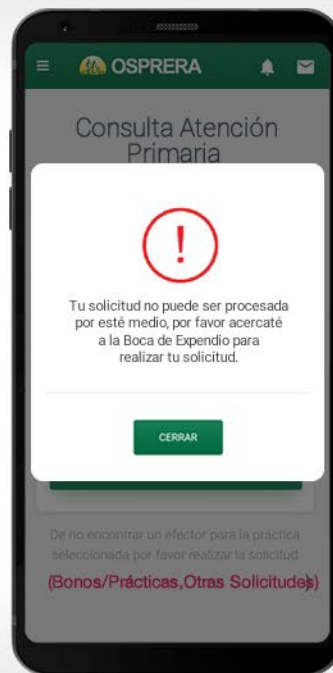 OSPRERA
Consulta Atención
Primaria
!
Tu solicitud no puede ser procesada
por esté medio, por favor acercaté
a la Boca de Expendio para
realizar tu solicitud.
CERRAR
De no encontrar un efector para la práctica
seleccionada por favor realizar la solicitud
(Bonos/Prácticas,Otras Solicitudes)